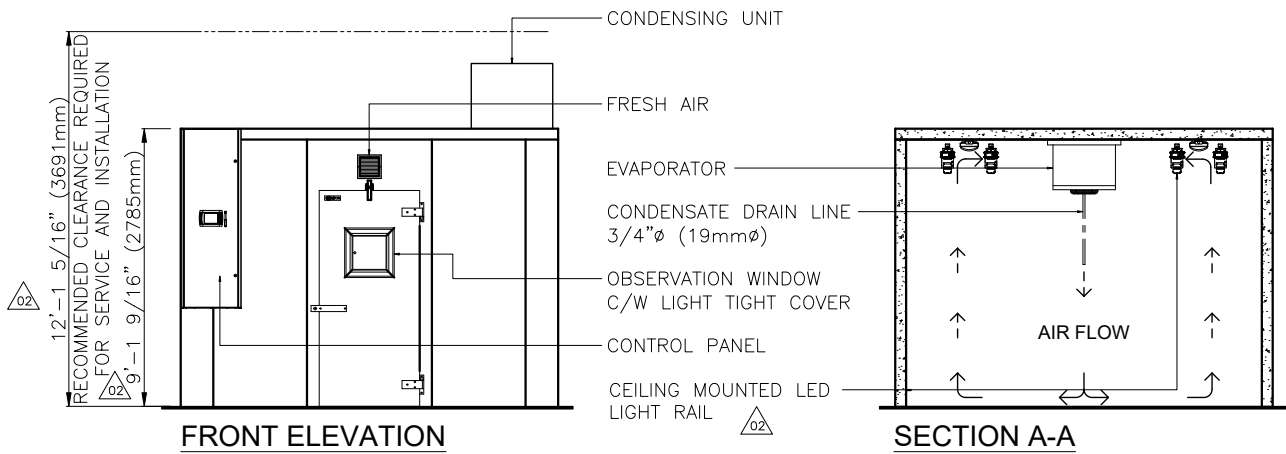 CONDENSING UNIT
FRESH AIR
EVAPORATOR
CONDENSATE DRAIN LINE
3/4"ø (19mmø)
OBSERVATION WINDOW
C/W LIGHT TIGHT COVER
CONTROL PANEL
CEILING MOUNTED LED
LIGHT RAIL
02
12'-1 5/16" (3691mm)
RECOMMENDED CLEARANCE REQUIRED
FOR SERVICE AND INSTALLATION
9'-1 9/16" (2785mm)
02
02
AIR FLOW
FRONT ELEVATION
SECTION A-A